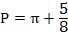 P = π + 5/8